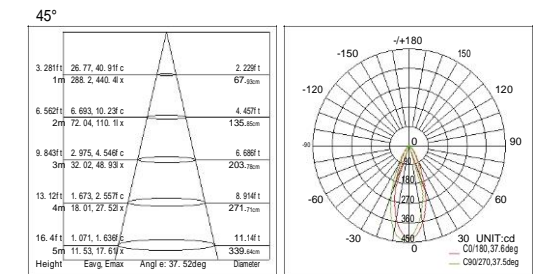 45°
3.281ft 26.77, 40.91fc 2.229ft
1m 288.2, 440.4lx 67.93cm
6.562ft 6.693, 10.23fc 4.457ft
2m 72.04, 110.1lx 135.85cm
9.843ft 2.975, 4.546fc 6.686ft
3m 32.02, 48.93lx 203.78cm
13.12ft 1.673, 2.557fc 8.914ft
4m 18.01, 27.52lx 271.71cm
16.4ft 1.071, 1.636fc 11.14ft
5m 11.53, 17.61lx 339.64cm
Height Eavg, Emax Angle: 37.52deg Diameter
-/+180
-150 150
-120 120
-90 0 90
90
180
-60 60
270
360
-30 450 0 30 UNIT:cd
C0/180,37.6deg
C90/270,37.5deg